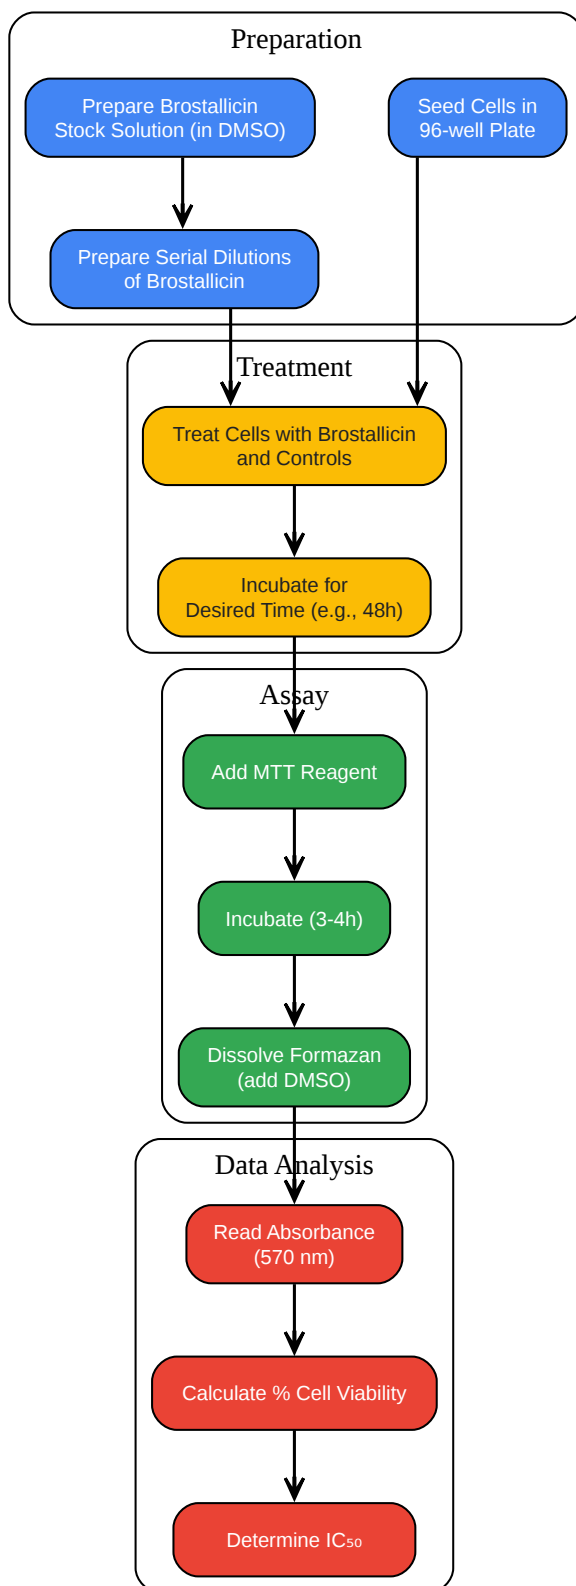 Preparation
Prepare Brostallicin
Stock Solution (in DMSO)
Seed Cells in
96-well Plate
Prepare Serial Dilutions
of Brostallicin
Treatment
Treat Cells with Brostallicin
and Controls
Incubate for
Desired Time (e.g., 48h)
Assay
Add MTT Reagent
Incubate (3-4h)
Dissolve Formazan
(add DMSO)
Data Analysis
Read Absorbance
(570 nm)
Calculate % Cell Viability
Determine IC₅₀